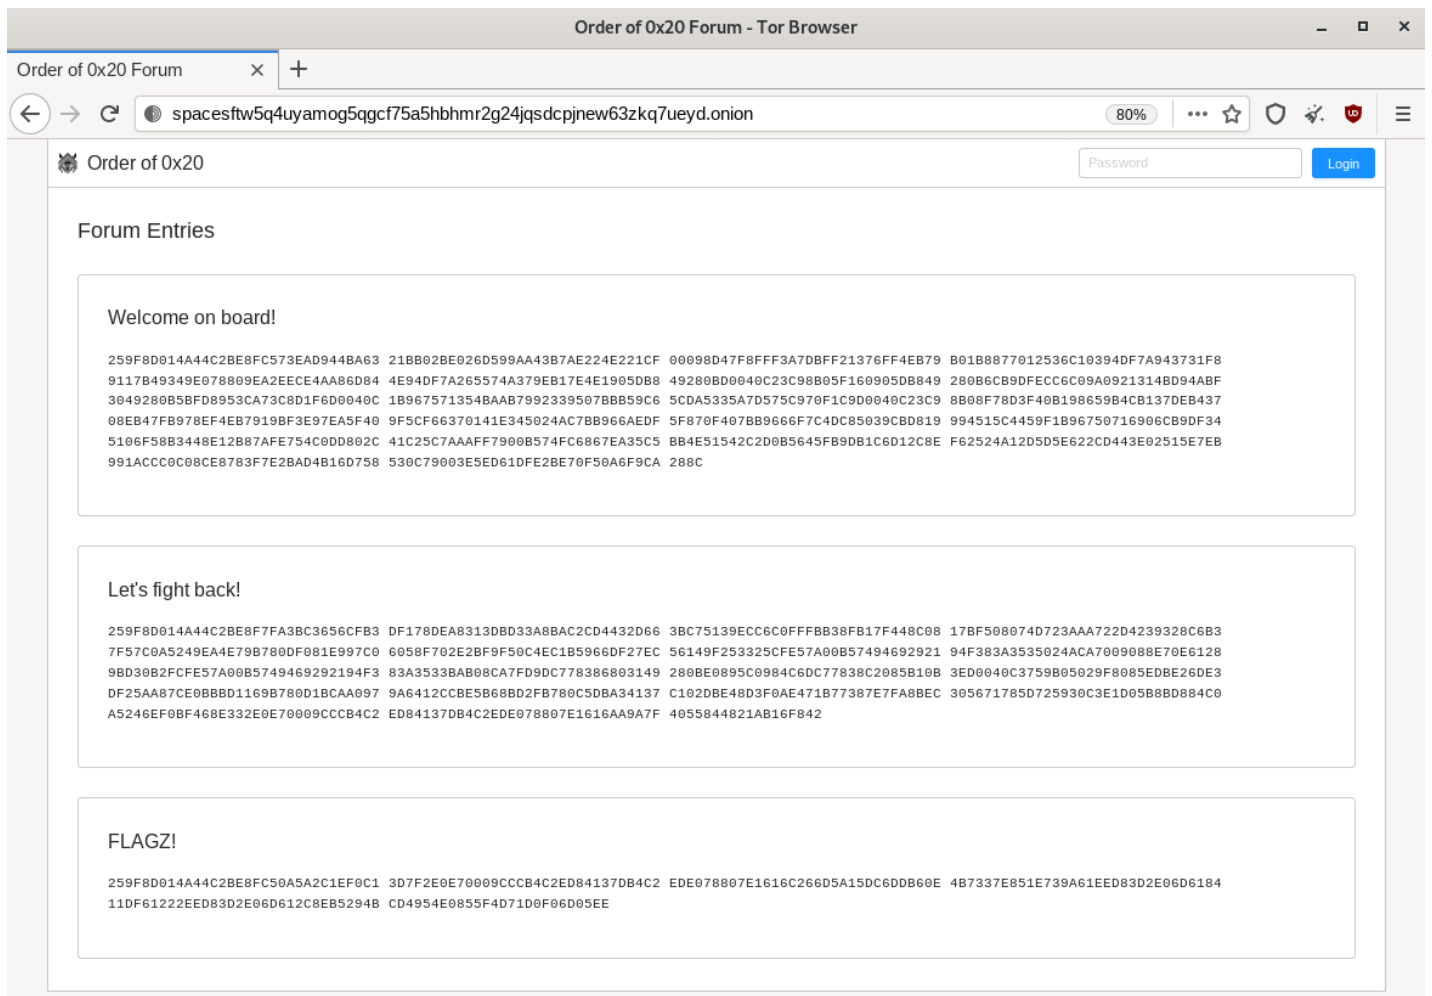 Order of 0x20 Forum - Tor Browser
Order of 0x20 Forum
spacesftw5q4uyamog5qgcf75a5hbhmr2g24jqsdcpjnew63zkq7ueyd.onion 80%
Order of 0x20 Password Login
Forum Entries
Welcome on board!
259F8D014A44C2BE8FC573EAD944BA63 21BB02BE026D599AA43B7AE224E221CF 00098D47F8FFF3A7DBFF21376FF4EB79 B01B8877012536C10394DF7A943731F8
9117B49349E078809EA2EECE4AA86D84 4E94DF7A265574A379EB17E4E1905DB8 49280BD0040C23C98B05F160905DB849 280B6CB9DFECC6C09A0921314BD94ABF
3049280B5BFD8953CA73C8D1F6D0040C 1B967571354BAAB7992339507BBB59C6 5CDA5335A7D575C970F1C9D0040C23C9 8B08F78D3F40B198659B4CB137DEB437
08EB47FB978EF4EB7919BF3E97EA5F40 9F5CF66370141E345024AC7BB966AEDF 5F870F407BB9666F7C4DC85039CBD819 994515C4459F1B96750716906CB9DF34
5106F58B3448E12B87AFE754C0DD802C 41C25C7AAAFF7900B574FC6867EA35C5 BB4E51542C2D0B5645FB9DB1C6D12C8E F62524A12D5D5E622CD443E02515E7EB
991ACCC0C08CE8783F7E2BAD4B16D758 530C79003E5ED61DFE2BE70F50A6F9CA 288C
Let's fight back!
259F8D014A44C2BE8F7FA3BC3656CFB3 DF178DEA8313DBD33A8BAC2CD4432D66 3BC75139ECC6C0FFFBB38FB17F448C08 17BF508074D723AAA722D4239328C6B3
7F57C0A5249EA4E79B780DF081E997C0 6058F702E2BF9F50C4EC1B5966DF27EC 56149F253325CFE57A00B57494692921 94F383A3535024ACA7009088E70E6128
9BD30B2FCFE57A00B5749469292194F3 83A3533BAB08CA7FD9DC778386803149 280BE0895C0984C6DC77838C2085B10B 3ED0040C3759B05029F8085EDBE26DE3
DF25AA87CE0BBBD1169B780D1BCAA097 9A6412CCBE5B68BD2FB780C5DBA34137 C102DBE48D3F0AE471B77387E7FA8BEC 305671785D725930C3E1D05B8BD884C0
A5246EF0BF468E332E0E70009CCCB4C2 ED84137DB4C2EDE078807E1616AA9A7F 4055844821AB16F842
FLAGZ!
259F8D014A44C2BE8FC50A5A2C1EF0C1 3D7F2E0E70009CCCB4C2ED84137DB4C2 EDE078807E1616C266D5A15DC6DDB60E 4B7337E851E739A61EED83D2E06D6184
11DF61222EED83D2E06D612C8EB5294B CD4954E0855F4D71D0F06D05EE